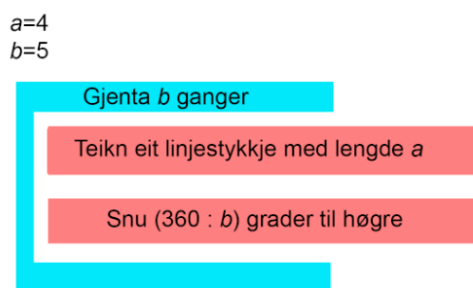 a=4
b=5
Gjenta b ganger
Teikn eit linjestykkje med lengde a
Snu (360 : b) grader til høgre